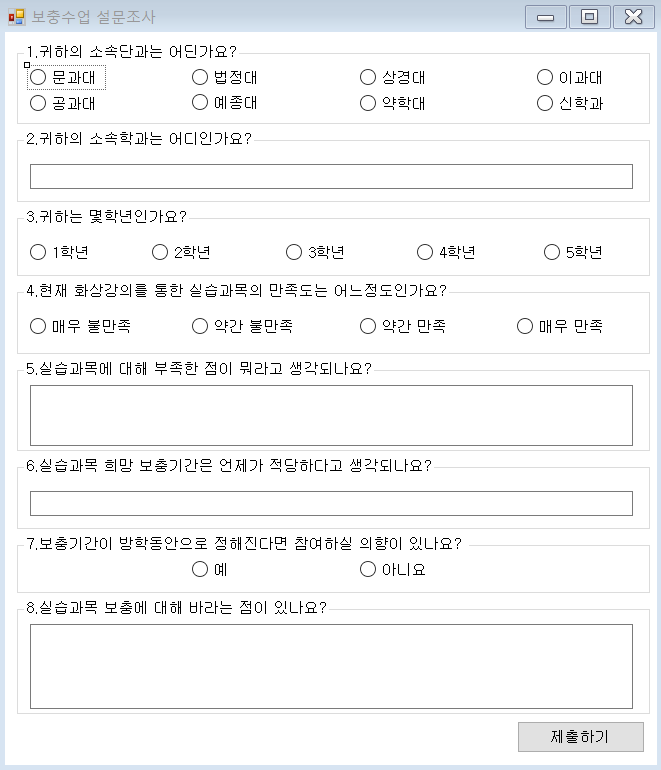 보충수업 설문조사
1.귀하의 소속단과는 어딘가요?
문과대 법정대 상경대 이과대
공과대 예종대 약학대 신학과
2.귀하의 소속학과는 어디인가요?
3.귀하는 몇학년인가요?
1학년 2학년 3학년 4학년 5학년
4.현재 화상강의를 통한 실습과목의 만족도는 어느정도인가요?
매우 불만족 약간 불만족 약간 만족 매우 만족
5.실습과목에 대해 부족한 점이 뭐라고 생각되나요?
6.실습과목 희망 보충기간은 언제가 적당하다고 생각되나요?
7.보충기간이 방학동안으로 정해진다면 참여하실 의향이 있나요?
예 아니요
8.실습과목 보충에 대해 바라는 점이 있나요?
제출하기